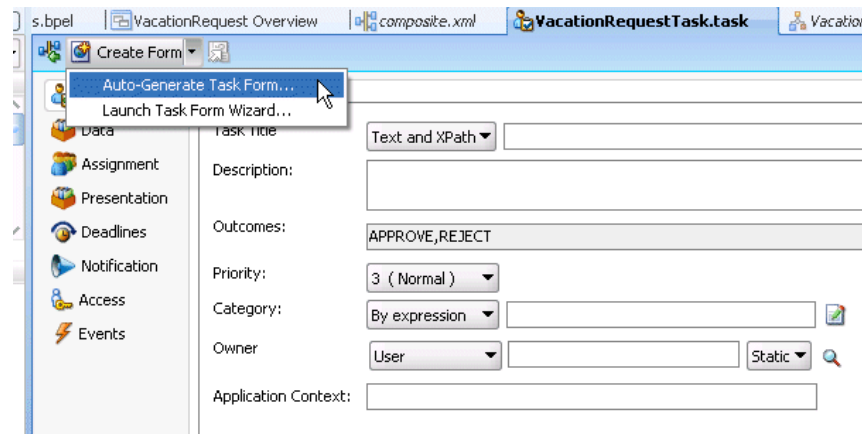 s.bpel VacationRequest Overview composite.xml VacationRequestTask.task Vacation
Create Form
Auto-Generate Task Form...
Launch Task Form Wizard...
Data
Task Title Text and XPath
Assignment
Description:
Presentation
Deadlines
Outcomes: APPROVE,REJECT
Notification
Priority: 3 (Normal)
Access
Category: By expression
Events
Owner User Static
Application Context: